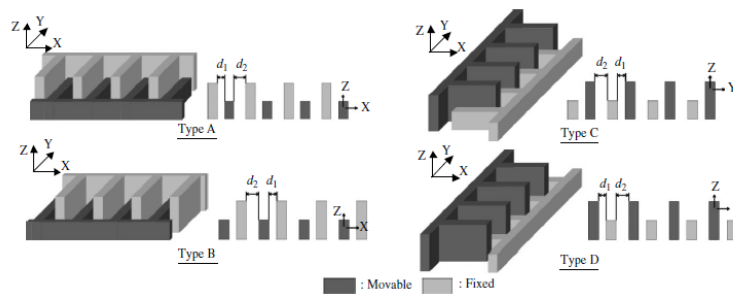 Z Y X
d1 d2
Z X
Type A
Z Y X
d2 d1
Z X
Type B
Z Y X
d2 d1
Z Y
Type C
Z Y X
d1 d2
Z
Type D
: Movable : Fixed